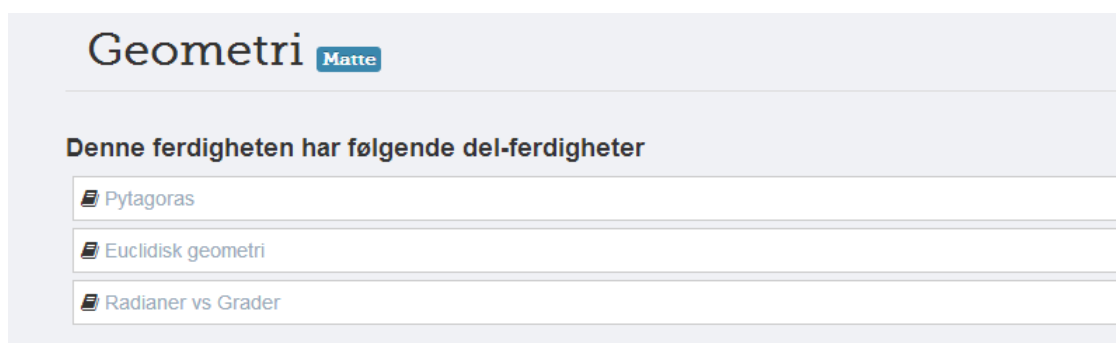 Geometri Matte
Denne ferdigheten har følgende del-ferdigheter
Pytagoras
Euclidisk geometri
Radianer vs Grader